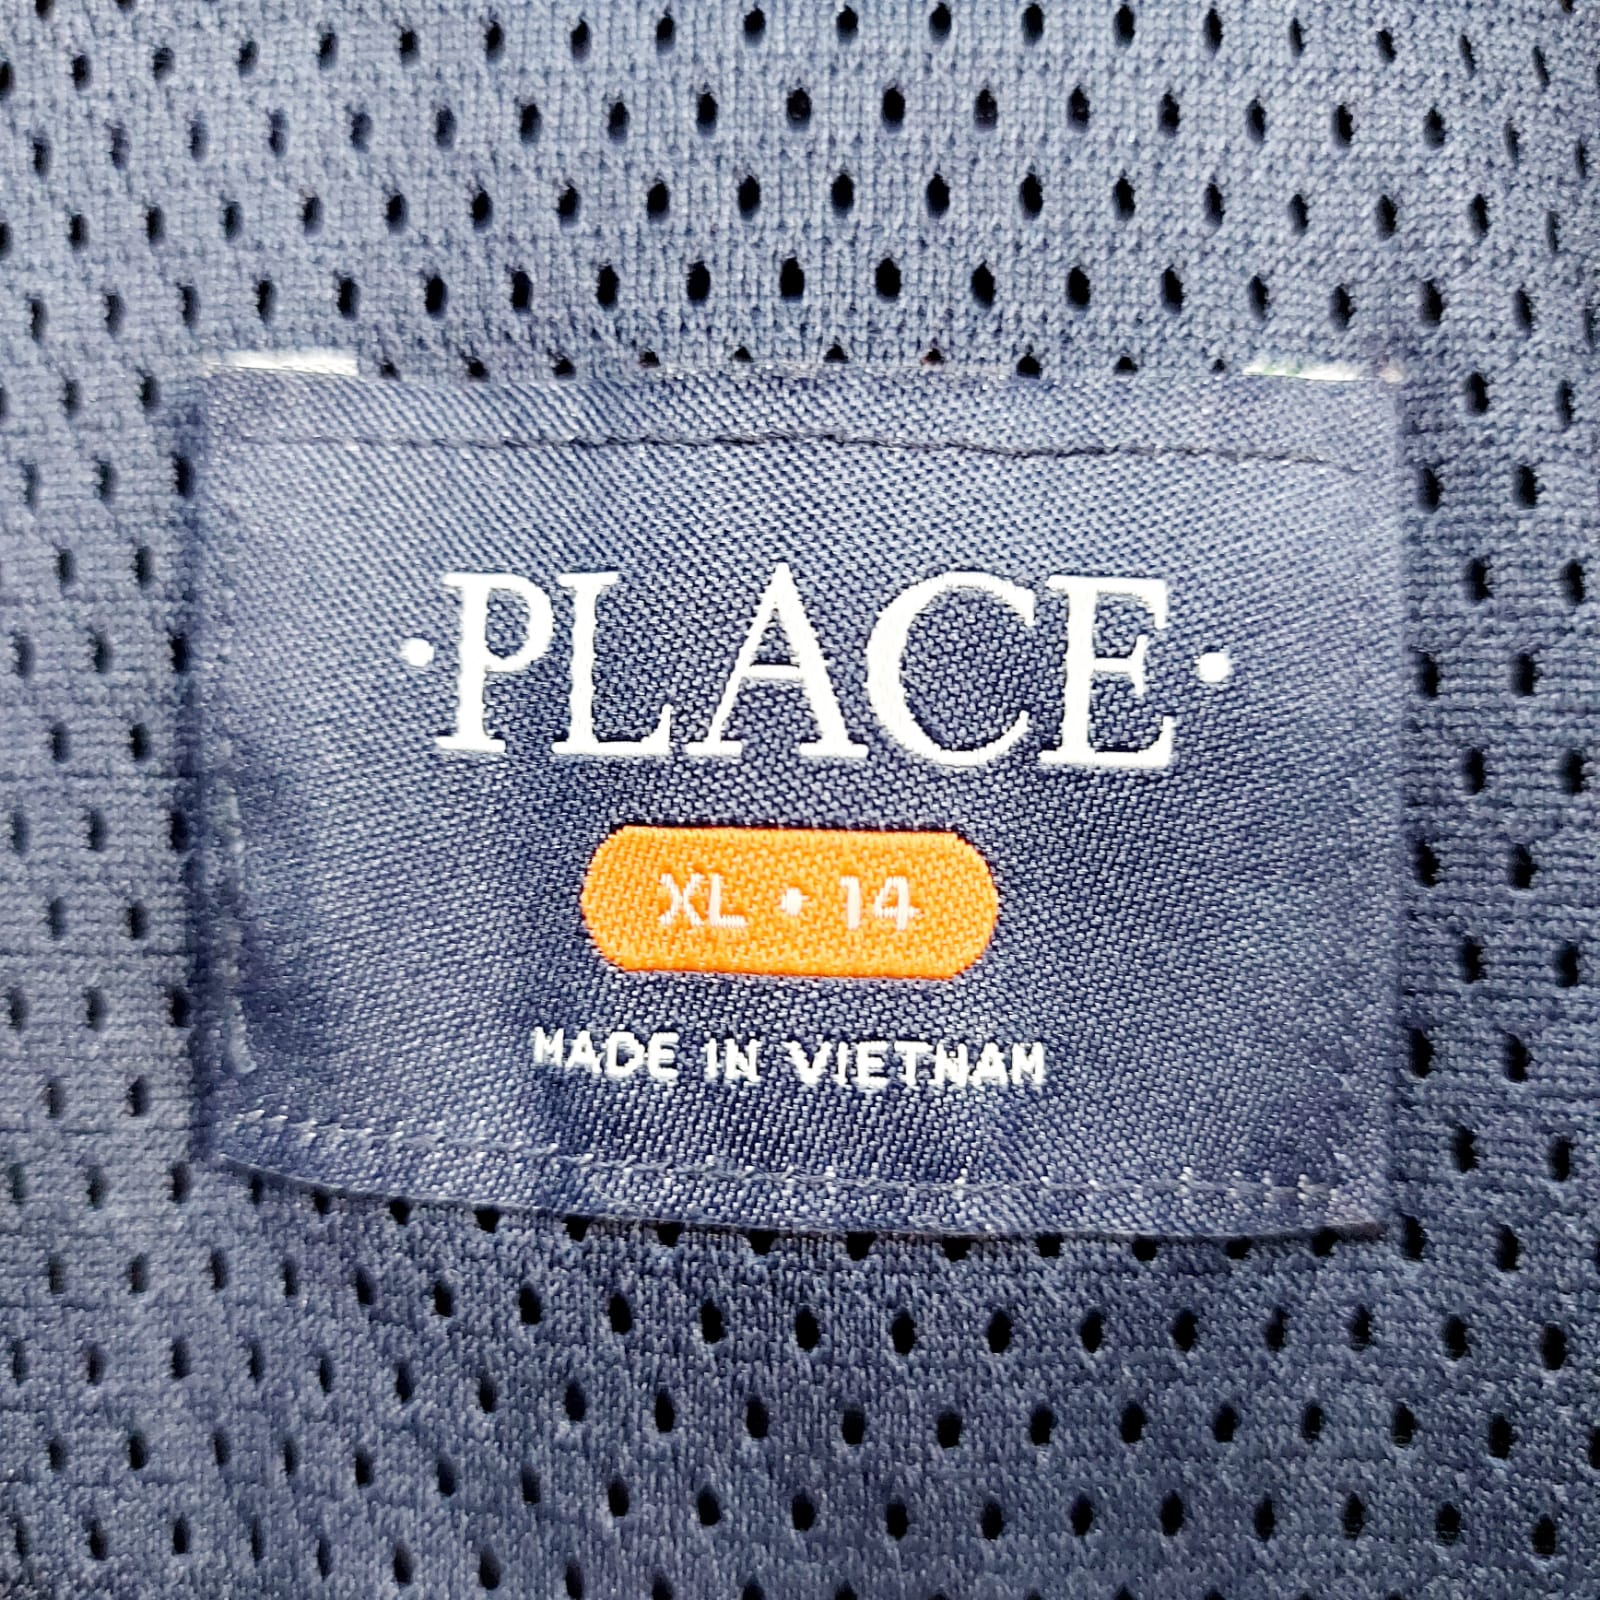 ·PLACE·
XL • 14
MADE IN VIETNAM